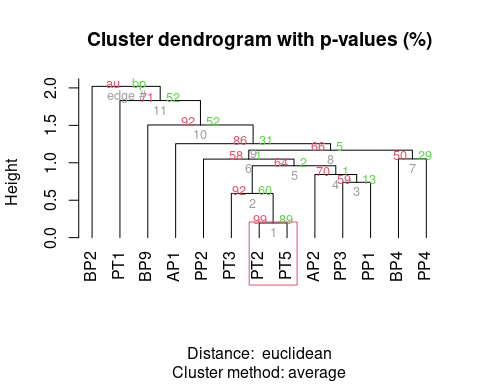 Cluster dendrogram with p-values (%)
Height
0.0 0.5 1.0 1.5 2.0
au bp
edge #
71 52
11
92 52
10
86 31
9
66 5
8
58 1
6
64 2
5
50 29
7
70 1
4
59 13
3
92 60
2
99 89
1
BP2 PT1 BP9 AP1 PP2 PT3 PT2 PT5 AP2 PP3 PP1 BP4 PP4
Distance: euclidean
Cluster method: average